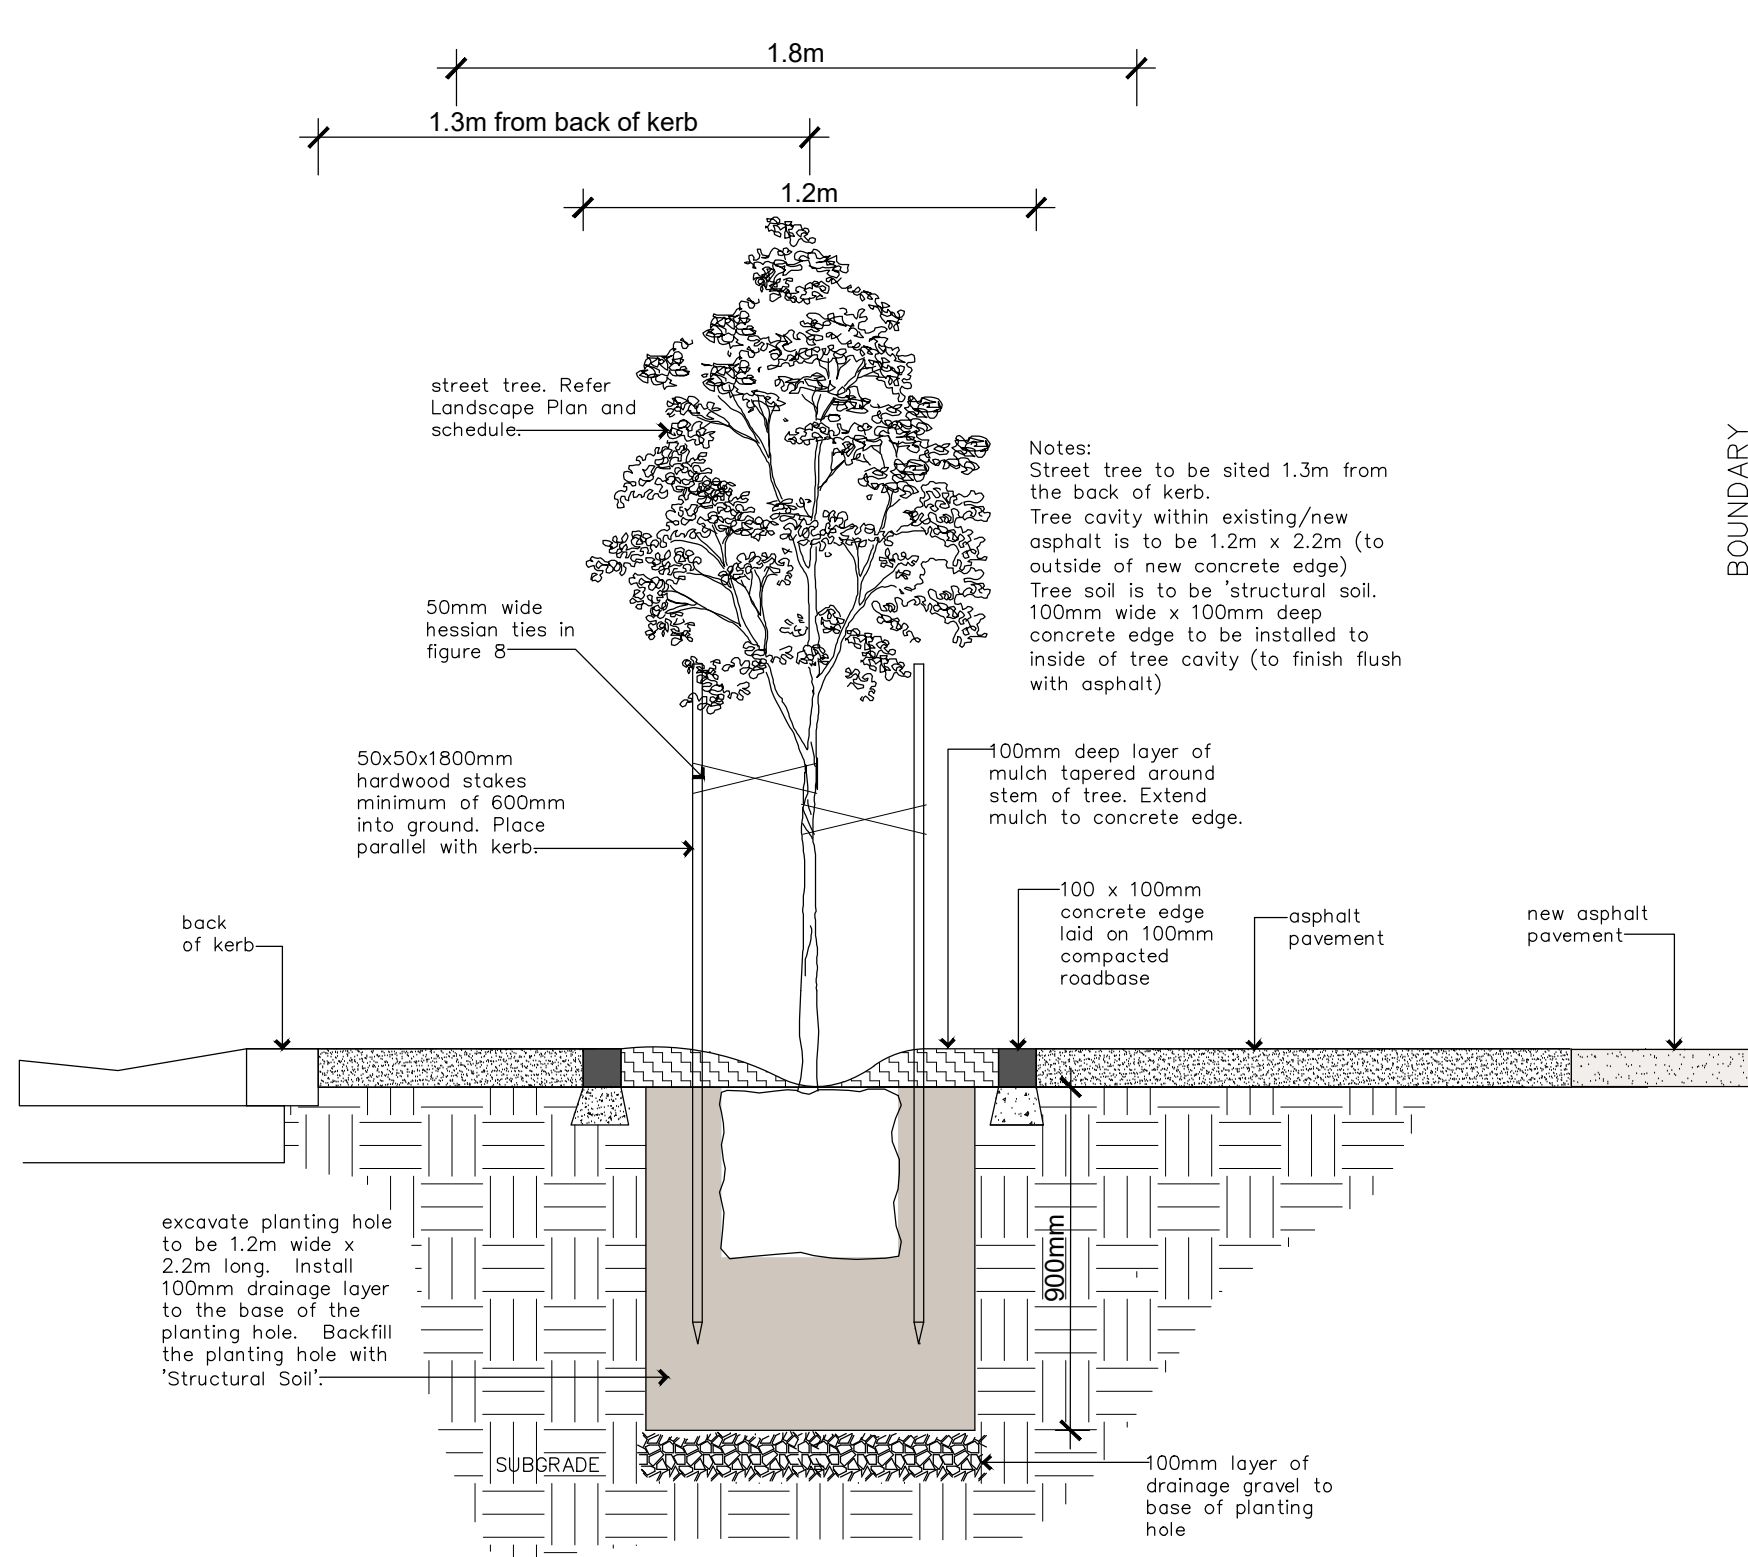 1.8m
1.3m from back of kerb
1.2m
street tree. Refer
Landscape Plan and
schedule.
Notes:
Street tree to be sited 1.3m from
the back of kerb.
Tree cavity within existing/new
asphalt is to be 1.2m x 2.2m (to
outside of new concrete edge)
Tree soil is to be 'structural soil.
100mm wide x 100mm deep
concrete edge to be installed to
inside of tree cavity (to finish flush
with asphalt)
BOUNDARY
50mm wide
hessian ties in
figure 8
50x50x1800mm
hardwood stakes
minimum of 600mm
into ground. Place
parallel with kerb.
100mm deep layer of
mulch tapered around
stem of tree. Extend
mulch to concrete edge.
back
of kerb
100 x 100mm
concrete edge
laid on 100mm
compacted
roadbase
asphalt
pavement
new asphalt
pavement
excavate planting hole
to be 1.2m wide x
2.2m long. Install
100mm drainage layer
to the base of the
planting hole. Backfill
the planting hole with
'Structural Soil'.
900mm
SUBGRADE
100mm layer of
drainage gravel to
base of planting
hole